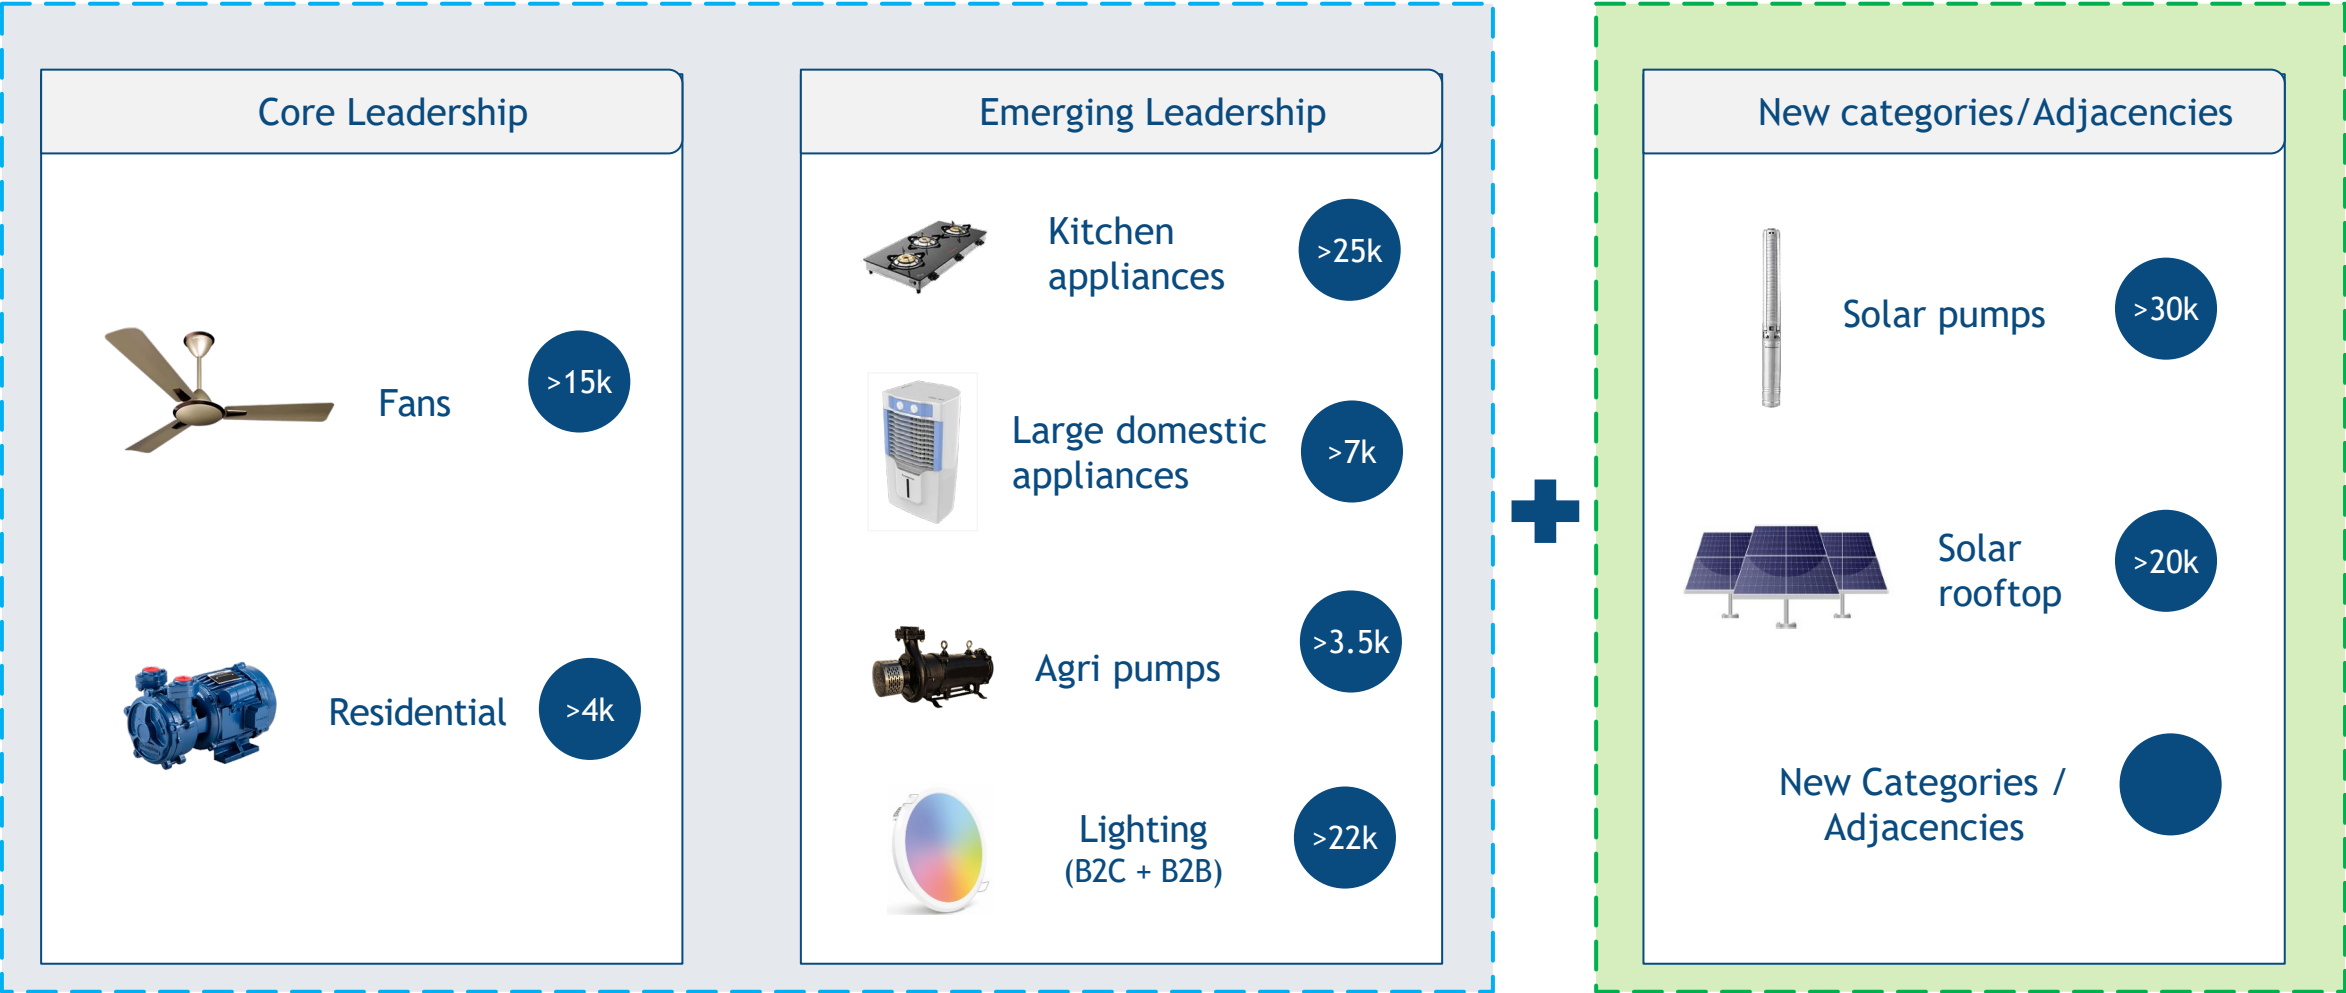 Core Leadership
Fans
>15k
Residential
>4k
Emerging Leadership
Kitchen
appliances
>25k
Large domestic
appliances
>7k
Agri pumps
>3.5k
Lighting
(B2C + B2B)
>22k
New categories/Adjacencies
Solar pumps
>30k
Solar
rooftop
>20k
New Categories /
Adjacencies